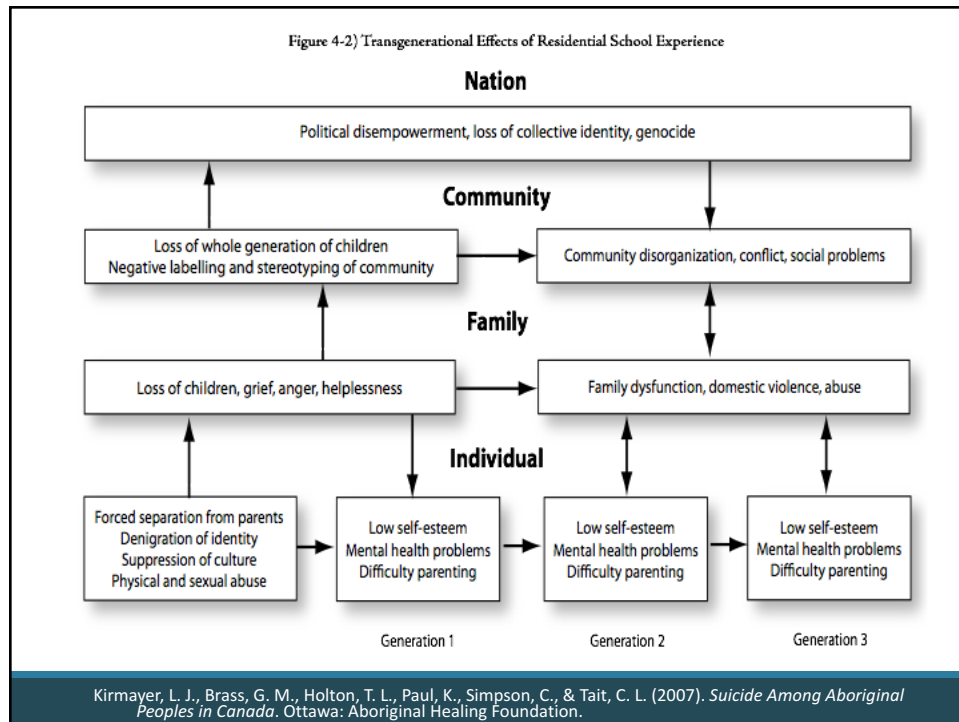 Figure 4-2) Transgenerational Effects of Residential School Experience
Nation
Political disempowerment, loss of collective identity, genocide
Community
Loss of whole generation of children
Negative labelling and stereotyping of community
Community disorganization, conflict, social problems
Family
Loss of children, grief, anger, helplessness
Family dysfunction, domestic violence, abuse
Individual
Forced separation from parents
Denigration of identity
Suppression of culture
Physical and sexual abuse
Low self-esteem
Mental health problems
Difficulty parenting
Low self-esteem
Mental health problems
Difficulty parenting
Low self-esteem
Mental health problems
Difficulty parenting
Generation 1
Generation 2
Generation 3
Kirmayer, L. J., Brass, G. M., Holton, T. L., Paul, K., Simpson, C., & Tait, C. L. (2007). Suicide Among Aboriginal
Peoples in Canada. Ottawa: Aboriginal Healing Foundation.